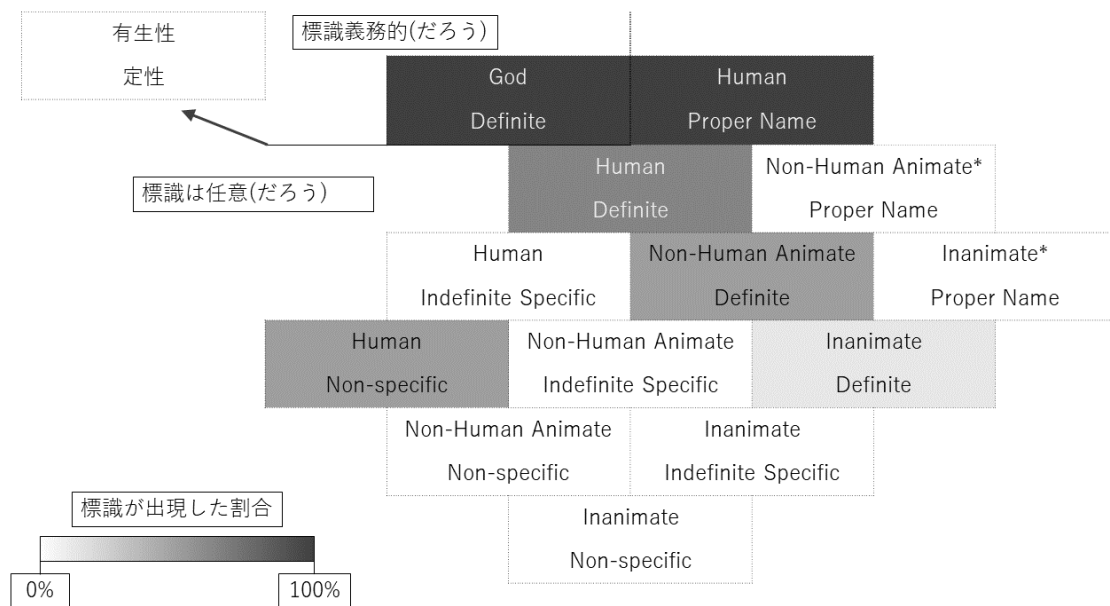 有生性
定性
標識義務的(だろう)
God
Definite
Human
Proper Name
標識は任意(だろう)
Human
Definite
Non-Human Animate*
Proper Name
Human
Indefinite Specific
Non-Human Animate
Definite
Inanimate*
Proper Name
Human
Non-specific
Non-Human Animate
Indefinite Specific
Inanimate
Definite
Non-Human Animate
Non-specific
Inanimate
Indefinite Specific
Inanimate
Non-specific
標識が出現した割合
0%
100%